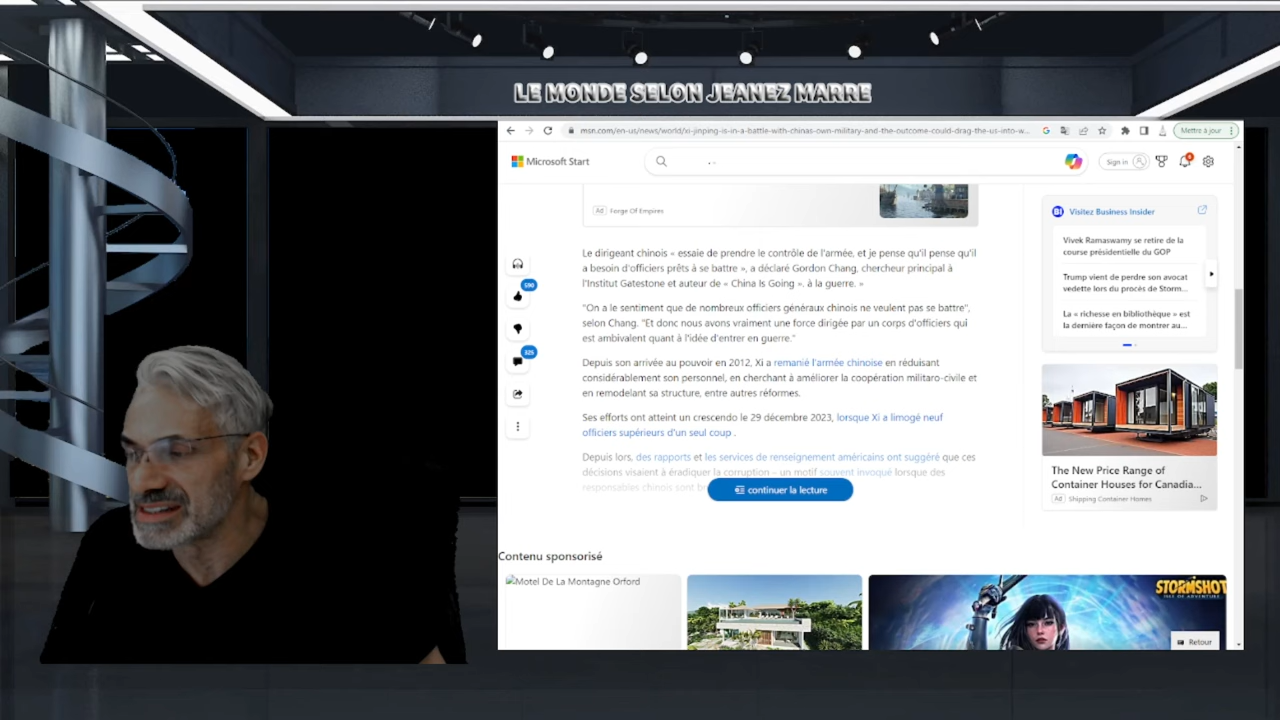 LE MONDE SELON JEANEZ MARRE
msn.com/en-us/news/world/xi-jinping-is-in-a-battle-with-chinas-own-military-and-the-outcome-could-drag-the-us-into-w...
Mettre à jour
Microsoft Start
Sign in
Ad Forge Of Empires
Le dirigeant chinois « essaie de prendre le contrôle de l'armée, et je pense qu'il pense qu'il
a besoin d'officiers prêts à se battre », a déclaré Gordon Chang, chercheur principal à
l'Institut Gatestone et auteur de « China Is Going ». à la guerre. »
"On a le sentiment que de nombreux officiers généraux chinois ne veulent pas se battre",
selon Chang. "Et donc nous avons vraiment une force dirigée par un corps d'officiers qui
est ambivalent quant à l'idée d'entrer en guerre."
Depuis son arrivée au pouvoir en 2012, Xi a remanié l'armée chinoise en réduisant
considérablement son personnel, en cherchant à améliorer la coopération militaro-civile et
en remodelant sa structure, entre autres réformes.
Ses efforts ont atteint un crescendo le 29 décembre 2023, lorsque Xi a limogé neuf
officiers supérieurs d'un seul coup .
Depuis lors, des rapports et les services de renseignement américains ont suggéré que ces
décisions visaient à éradiquer la corruption – un motif souvent invoqué lorsque des
responsables chinois sont
continuer la lecture
590
325
Visitez Business Insider
Vivek Ramaswamy se retire de la
course présidentielle du GOP
Trump vient de perdre son avocat
vedette lors du procès de Storm...
La « richesse en bibliothèque » est
la dernière façon de montrer au...
The New Price Range of
Container Houses for Canadia...
Ad Shipping Container Homes
Contenu sponsorisé
Motel De La Montagne Orford
STORMSHOT
ISLE OF ADVENTURE
Retour